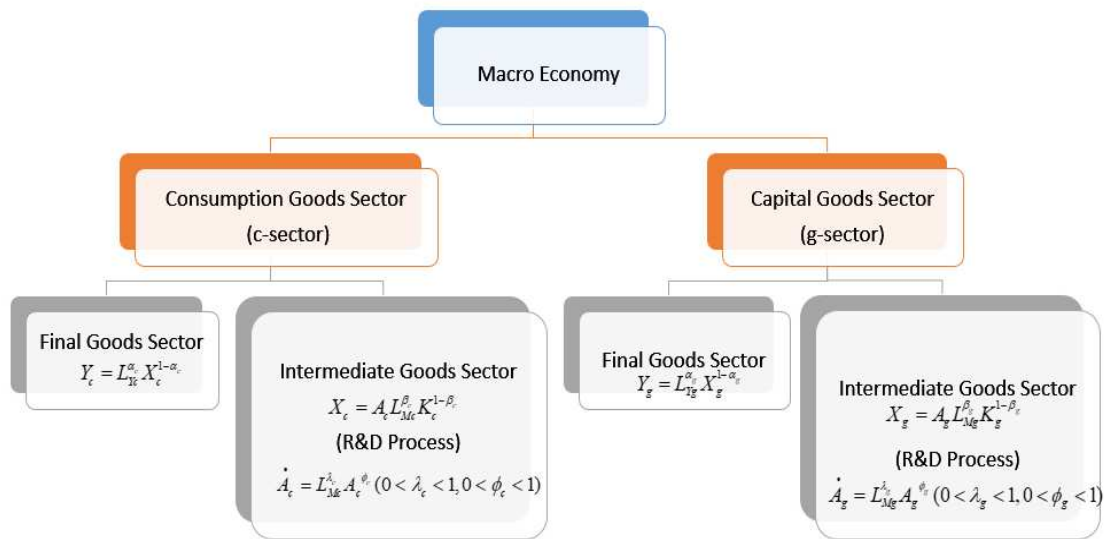 Macro Economy
Consumption Goods Sector
(c-sector)
Capital Goods Sector
(g-sector)
Final Goods Sector
Y_c = L_{Yc}^{α_c} X_c^{1-α_c}
Intermediate Goods Sector
X_c = A_c L_{Mc}^{β_c} K_c^{1-β_c}
(R&D Process)
Ȧ_c = L_{Mc}^{λ_c} A_c^{ϕ_c} (0 < λ_c < 1, 0 < ϕ_c < 1)
Final Goods Sector
Y_g = L_{Yg}^{α_g} X_g^{1-α_g}
Intermediate Goods Sector
X_g = A_g L_{Mg}^{β_g} K_g^{1-β_g}
(R&D Process)
Ȧ_g = L_{Mg}^{λ_g} A_g^{ϕ_g} (0 < λ_g < 1, 0 < ϕ_g < 1)